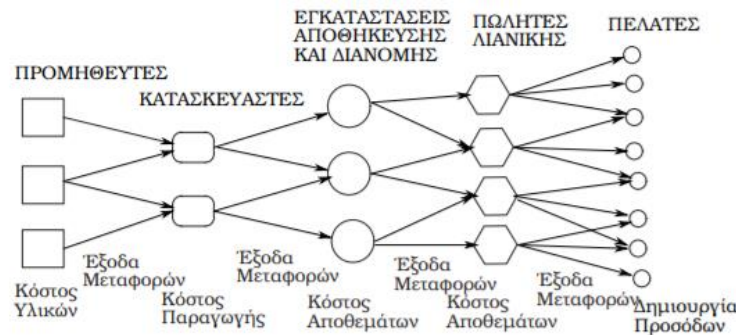 ΕΓΚΑΤΑΣΤΑΣΕΙΣ
ΑΠΟΘΗΚΕΥΣΗΣ
ΚΑΙ ΔΙΑΝΟΜΗΣ
ΠΩΛΗΤΕΣ
ΛΙΑΝΙΚΗΣ
ΠΕΛΑΤΕΣ
ΠΡΟΜΗΘΕΥΤΕΣ
ΚΑΤΑΣΚΕΥΑΣΤΕΣ
Κόστος
Υλικών
Έξοδα
Μεταφορών
Κόστος
Παραγωγής
Έξοδα
Μεταφορών
Κόστος
Αποθεμάτων
Έξοδα
Μεταφορών
Κόστος
Αποθεμάτων
Έξοδα
Μεταφορών
Δημιουργία
Προσόδων